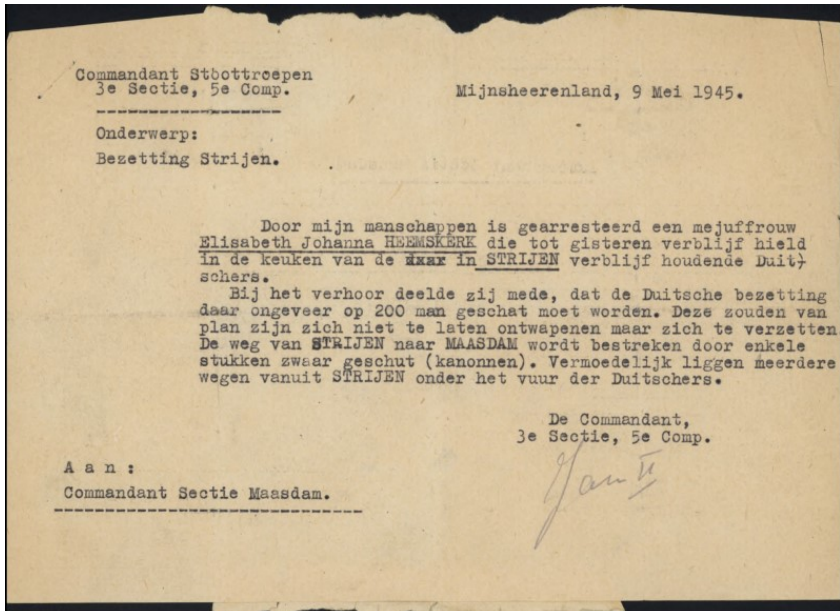 Commandant Stbottroepen
3e Sectie, 5e Comp.
Mijnsheerenland, 9 Mei 1945.
Onderwerp:
Bezetting Strijen.
Door mijn manschappen is gearresteerd een mejuffrouw
Elisabeth Johanna HEEMSKERK die tot gisteren verblijf hield
in de keuken van de daar in STRIJEN verblijf houdende Duit-
schers.
Bij het verhoor deelde zij mede, dat de Duitsche bezetting
daar ongeveer op 200 man geschat moet worden. Deze zouden van
plan zijn zich niet te laten ontwapenen maar zich te verzetten
De weg van STRIJEN naar MAASDAM wordt bestreken door enkele
stukken zwaar geschut (kanonnen). Vermoedelijk liggen meerdere
wegen vanuit STRIJEN onder het vuur der Duitschers.
De Commandant,
3e Sectie, 5e Comp.
Jan II
A a n :
Commandant Sectie Maasdam.